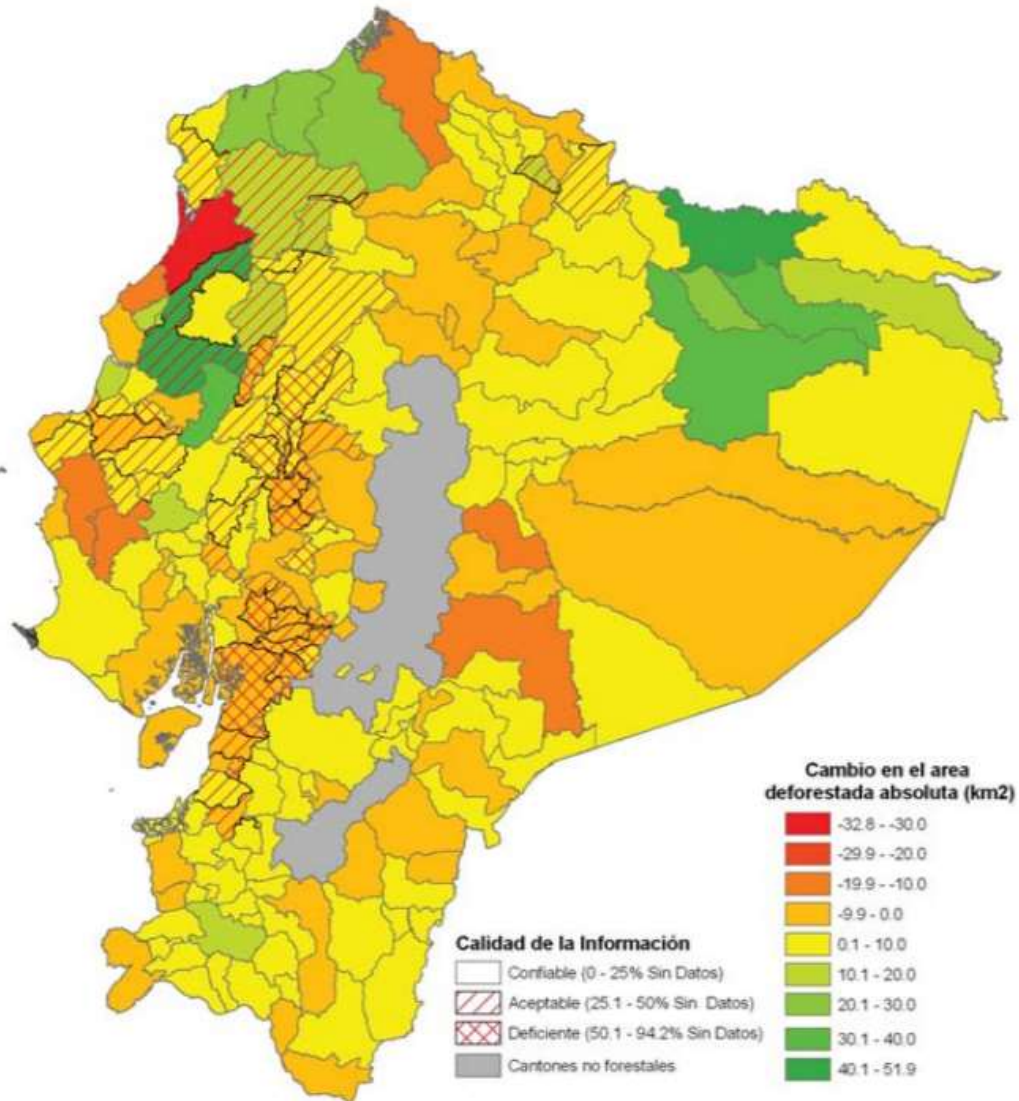 Cambio en el area
deforestada absoluta (km2)
-32.8 - -30.0
-29.9 - -20.0
-19.9 - -10.0
-9.9 - 0.0
0.1 - 10.0
10.1 - 20.0
20.1 - 30.0
30.1 - 40.0
40.1 - 51.9
Calidad de la Información
Confiable (0 - 25% Sin Datos)
Aceptable (25.1 - 50% Sin Datos)
Deficiente (50.1 - 94.2% Sin Datos)
Cantones no forestales